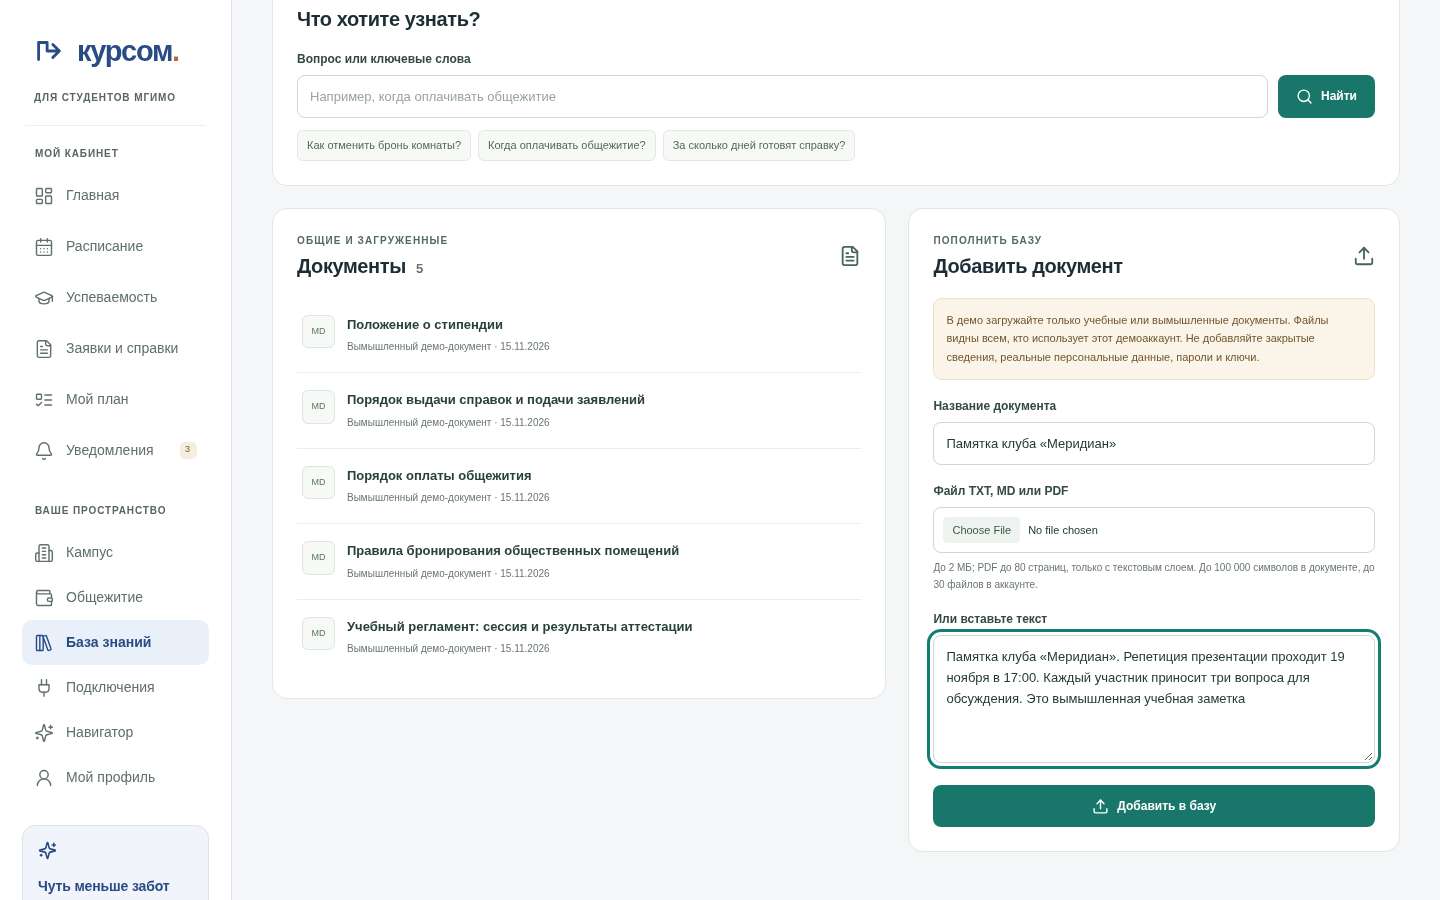 курсом.
ДЛЯ СТУДЕНТОВ МГИМО
МОЙ КАБИНЕТ
Главная
Расписание
Успеваемость
Заявки и справки
Мой план
Уведомления 3
ВАШЕ ПРОСТРАНСТВО
Кампус
Общежитие
База знаний
Подключения
Навигатор
Мой профиль
Чуть меньше забот
Что хотите узнать?
Вопрос или ключевые слова
Например, когда оплачивать общежитие
Найти
Как отменить бронь комнаты?
Когда оплачивать общежитие?
За сколько дней готовят справку?
ОБЩИЕ И ЗАГРУЖЕННЫЕ
Документы 5
MD
Положение о стипендии
Вымышленный демо-документ · 15.11.2026
MD
Порядок выдачи справок и подачи заявлений
Вымышленный демо-документ · 15.11.2026
MD
Порядок оплаты общежития
Вымышленный демо-документ · 15.11.2026
MD
Правила бронирования общественных помещений
Вымышленный демо-документ · 15.11.2026
MD
Учебный регламент: сессия и результаты аттестации
Вымышленный демо-документ · 15.11.2026
ПОПОЛНИТЬ БАЗУ
Добавить документ
В демо загружайте только учебные или вымышленные документы. Файлы
видны всем, кто использует этот демоаккаунт. Не добавляйте закрытые
сведения, реальные персональные данные, пароли и ключи.
Название документа
Памятка клуба «Меридиан»
Файл TXT, MD или PDF
Choose File No file chosen
До 2 МБ; PDF до 80 страниц, только с текстовым слоем. До 100 000 символов в документе, до
30 файлов в аккаунте.
Или вставьте текст
Памятка клуба «Меридиан». Репетиция презентации проходит 19
ноября в 17:00. Каждый участник приносит три вопроса для
обсуждения. Это вымышленная учебная заметка
Добавить в базу